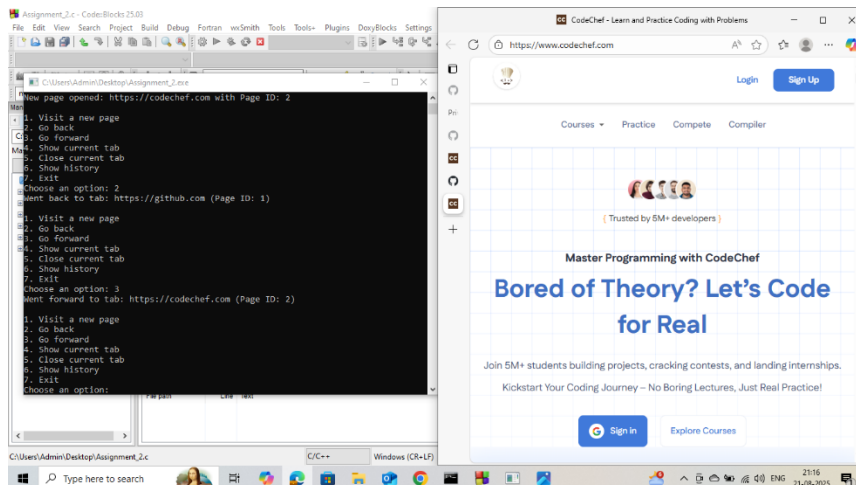 Assignment_2.c - Code::Blocks 25.03
File Edit View Search Project Build Debug Fortran wxSmith Tools Tools+ Plugins DoxyBlocks Settings
C:\Users\Admin\Desktop\Assignment_2.exe
New page opened: https://codechef.com with Page ID: 2
1. Visit a new page
2. Go back
3. Go forward
4. Show current tab
5. Close current tab
6. Show history
7. Exit
Choose an option: 2
Went back to tab: https://github.com (Page ID: 1)
1. Visit a new page
2. Go back
3. Go forward
4. Show current tab
5. Close current tab
6. Show history
7. Exit
Choose an option: 3
Went forward to tab: https://codechef.com (Page ID: 2)
1. Visit a new page
2. Go back
3. Go forward
4. Show current tab
5. Close current tab
6. Show history
7. Exit
Choose an option:
File path Line Text
C:\Users\Admin\Desktop\Assignment_2.c C/C++ Windows (CR+LF)
CC CodeChef - Learn and Practice Coding with Problems
https://www.codechef.com
Pri
CC
CC
Login Sign Up
Courses Practice Compete Compiler
{ Trusted by 5M+ developers }
Master Programming with CodeChef
Bored of Theory? Let's Code
for Real
Join 5M+ students building projects, cracking contests, and landing internships.
Kickstart Your Coding Journey – No Boring Lectures, Just Real Practice!
G Sign in Explore Courses
Type here to search
ENG 21:16
21-08-2025